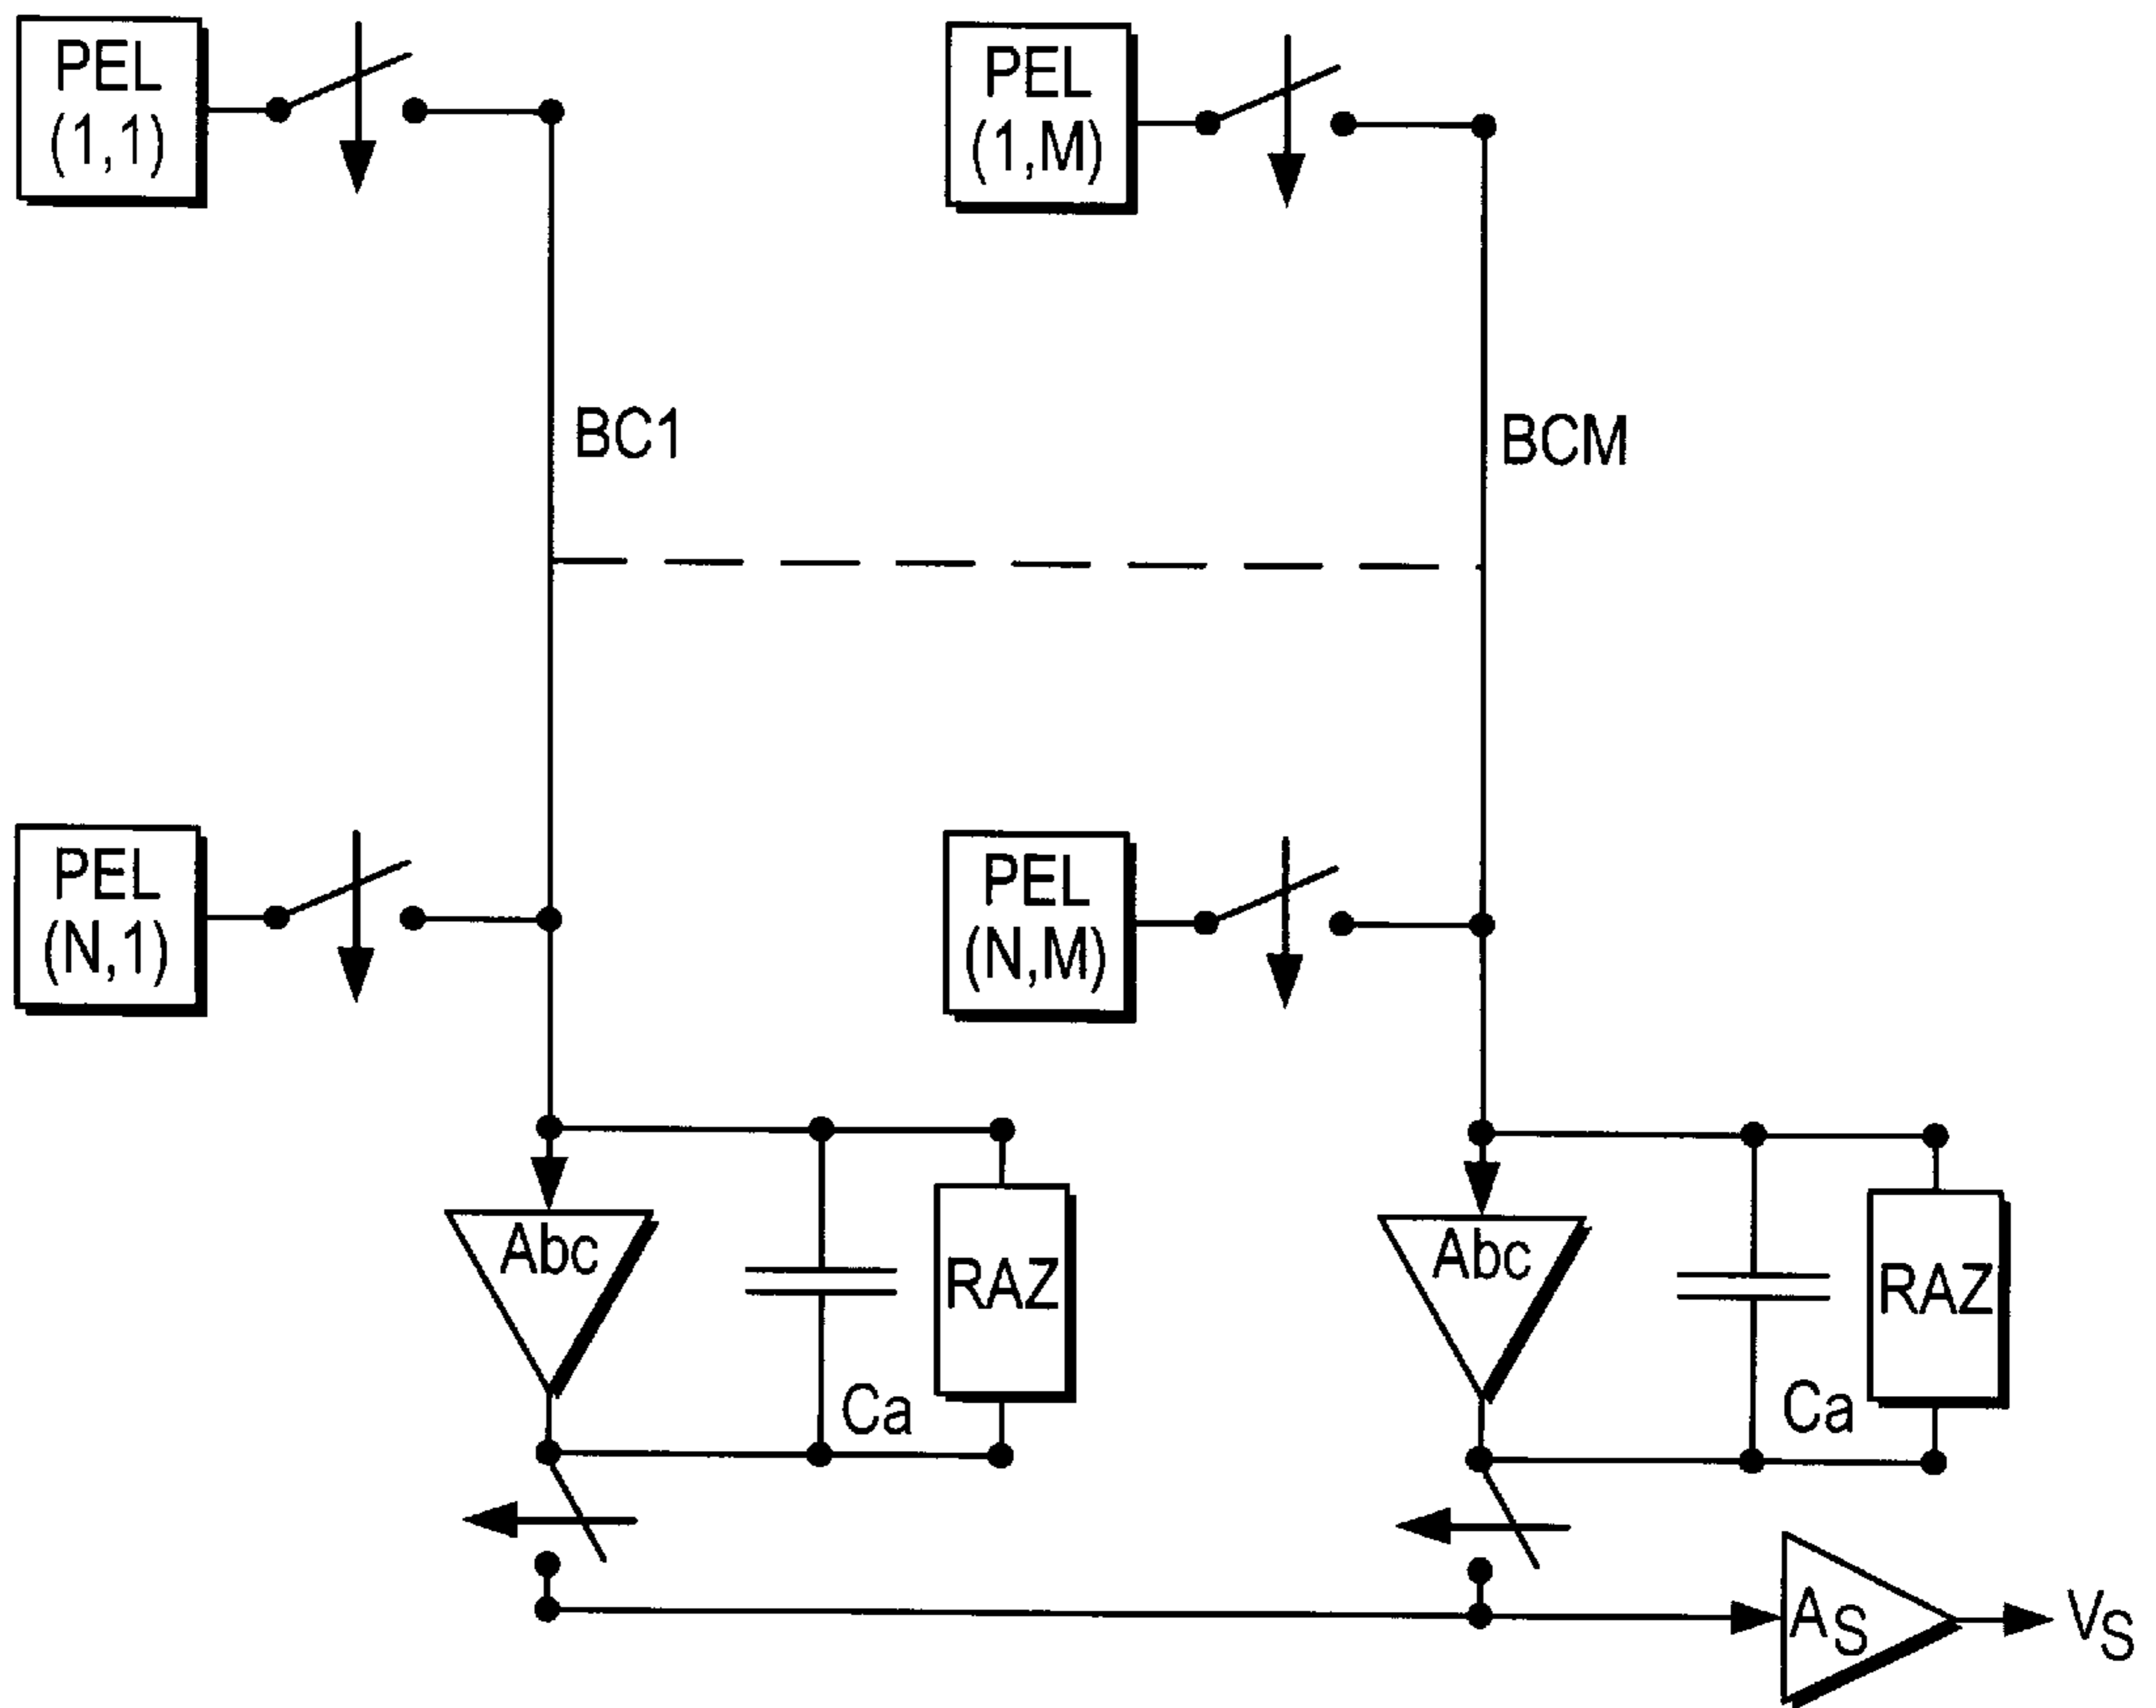 PEL
(1,1)
PEL
(1,M)
BC1
BCM
PEL
(N,1)
PEL
(N,M)
Abc
RAZ
Ca
Abc
RAZ
Ca
AS
VS